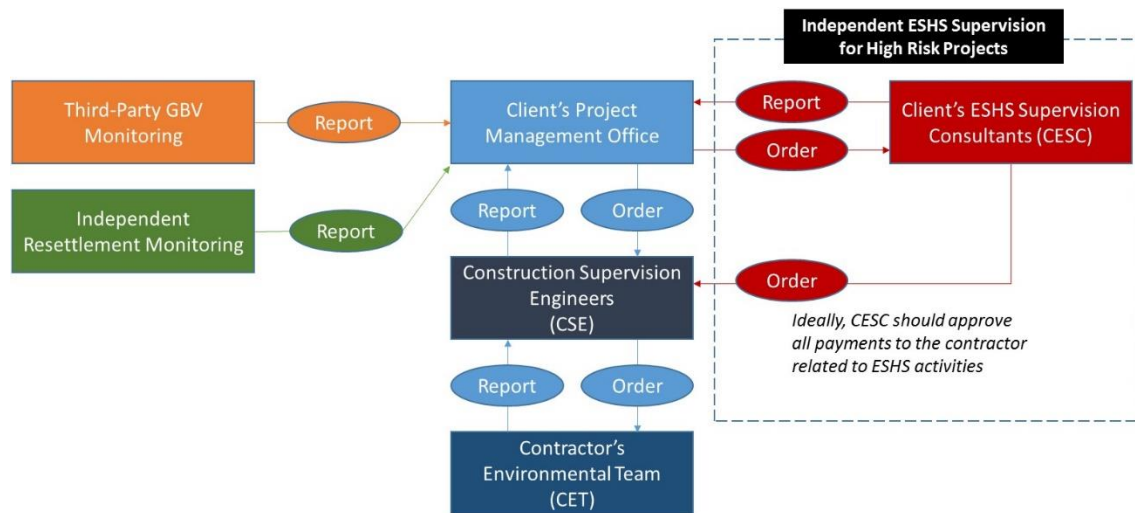 Independent ESHS Supervision
for High Risk Projects
Third-Party GBV
Monitoring
Report
Client's Project
Management Office
Report
Order
Client's ESHS Supervision
Consultants (CESC)
Independent
Resettlement Monitoring
Report
Report
Order
Construction Supervision
Engineers
(CSE)
Order
Ideally, CESC should approve
all payments to the contractor
related to ESHS activities
Report
Order
Contractor's
Environmental Team
(CET)